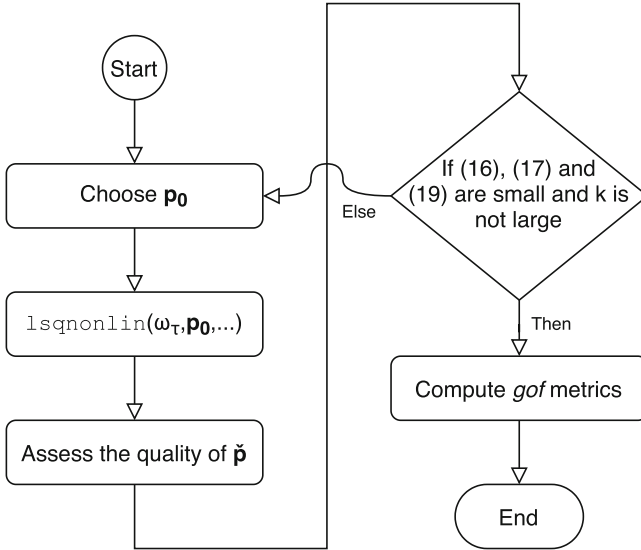 Start
Choose p₀
lsqnonlin(ω_τ,p₀,...)
Assess the quality of p̌
If (16), (17) and
(19) are small and k is
not large
Else
Then
Compute gof metrics
End